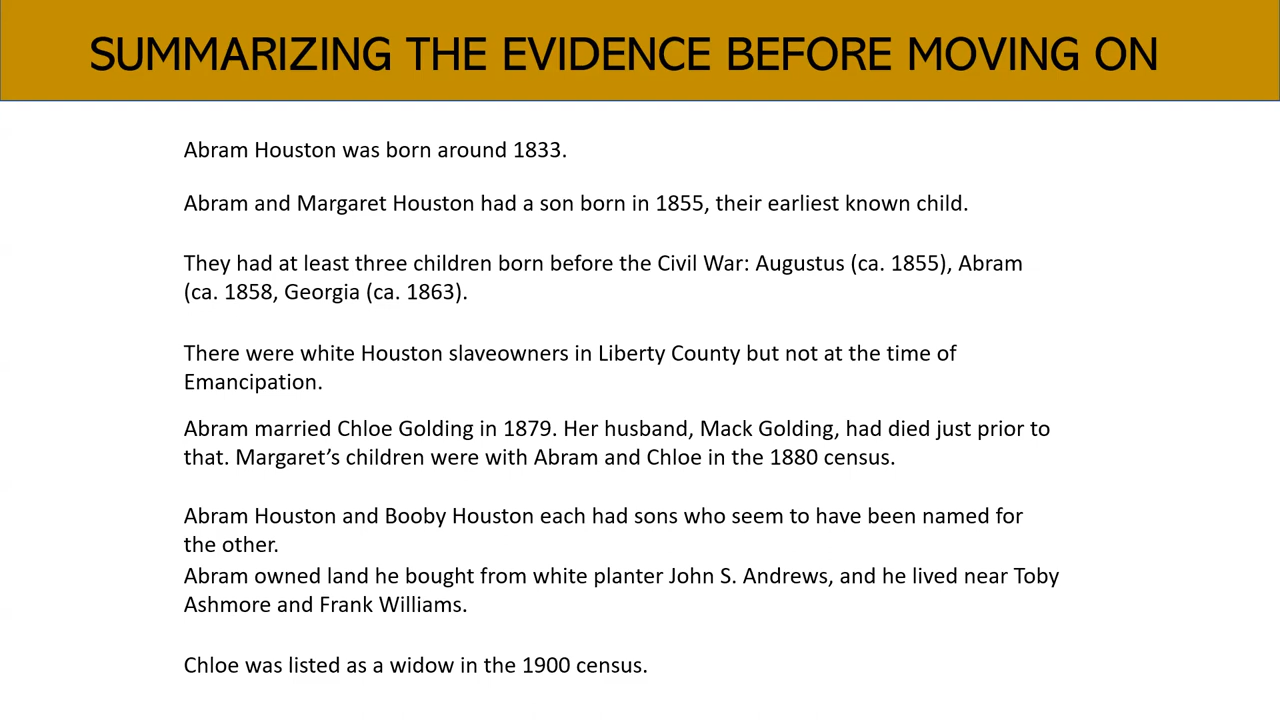 SUMMARIZING THE EVIDENCE BEFORE MOVING ON
Abram Houston was born around 1833.
Abram and Margaret Houston had a son born in 1855, their earliest known child.
They had at least three children born before the Civil War: Augustus (ca. 1855), Abram
(ca. 1858, Georgia (ca. 1863).
There were white Houston slaveowners in Liberty County but not at the time of
Emancipation.
Abram married Chloe Golding in 1879. Her husband, Mack Golding, had died just prior to
that. Margaret’s children were with Abram and Chloe in the 1880 census.
Abram Houston and Booby Houston each had sons who seem to have been named for
the other.
Abram owned land he bought from white planter John S. Andrews, and he lived near Toby
Ashmore and Frank Williams.
Chloe was listed as a widow in the 1900 census.